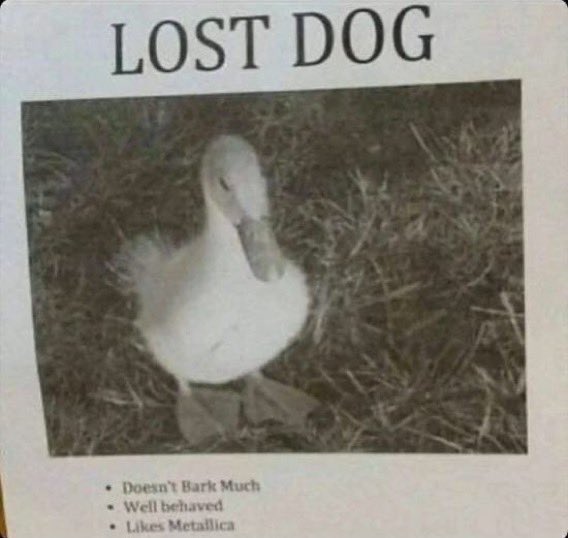 LOST DOG
• Doesn't Bark Much
• Well behaved
• Likes Metallica